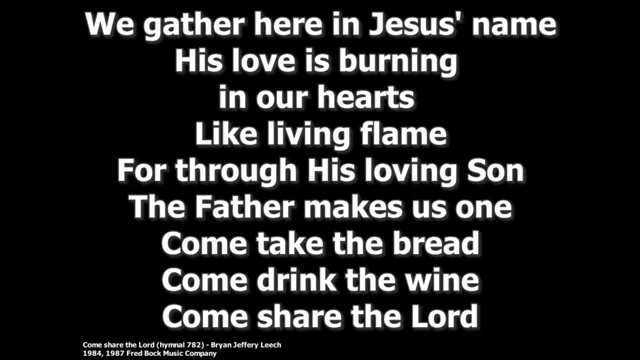 We gather here in Jesus' name
His love is burning
in our hearts
Like living flame
For through His loving Son
The Father makes us one
Come take the bread
Come drink the wine
Come share the Lord
Come share the Lord (hymnal 782) - Bryan Jeffery Leech
1984, 1987 Fred Bock Music Company